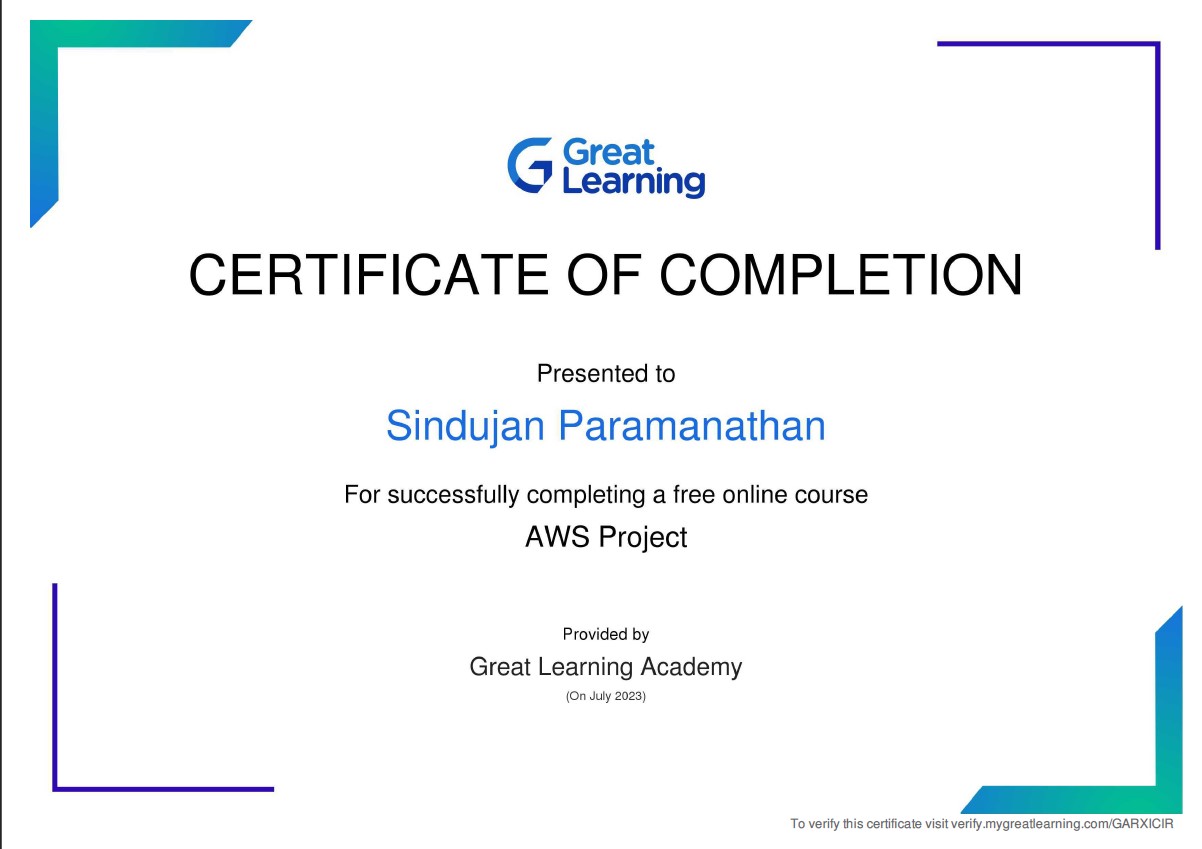 Great
Learning
CERTIFICATE OF COMPLETION
Presented to
Sindujan Paramanathan
For successfully completing a free online course
AWS Project
Provided by
Great Learning Academy
(On July 2023)
To verify this certificate visit verify.mygreatlearning.com/GARXICIR